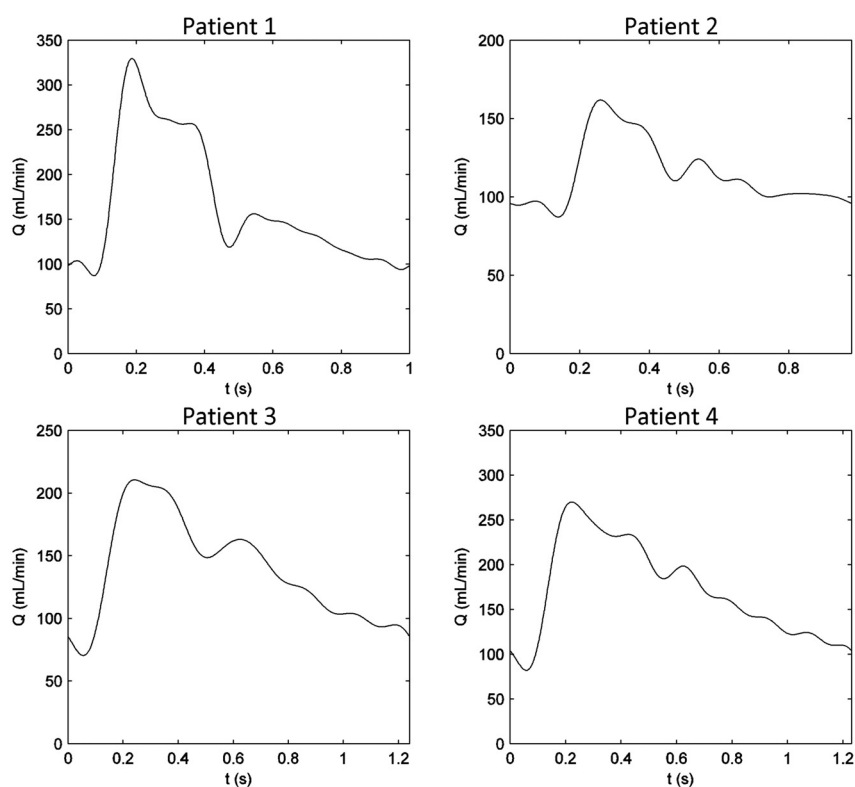 Patient 1
350
300
250
200
150
100
50
0
Q (mL/min)
0 0.2 0.4 0.6 0.8 1
t (s)
Patient 2
200
150
100
50
0
Q (mL/min)
0 0.2 0.4 0.6 0.8
t (s)
Patient 3
250
200
150
100
50
0
Q (mL/min)
0 0.2 0.4 0.6 0.8 1 1.2
t (s)
Patient 4
350
300
250
200
150
100
50
0
Q (mL/min)
0 0.2 0.4 0.6 0.8 1 1.2
t (s)